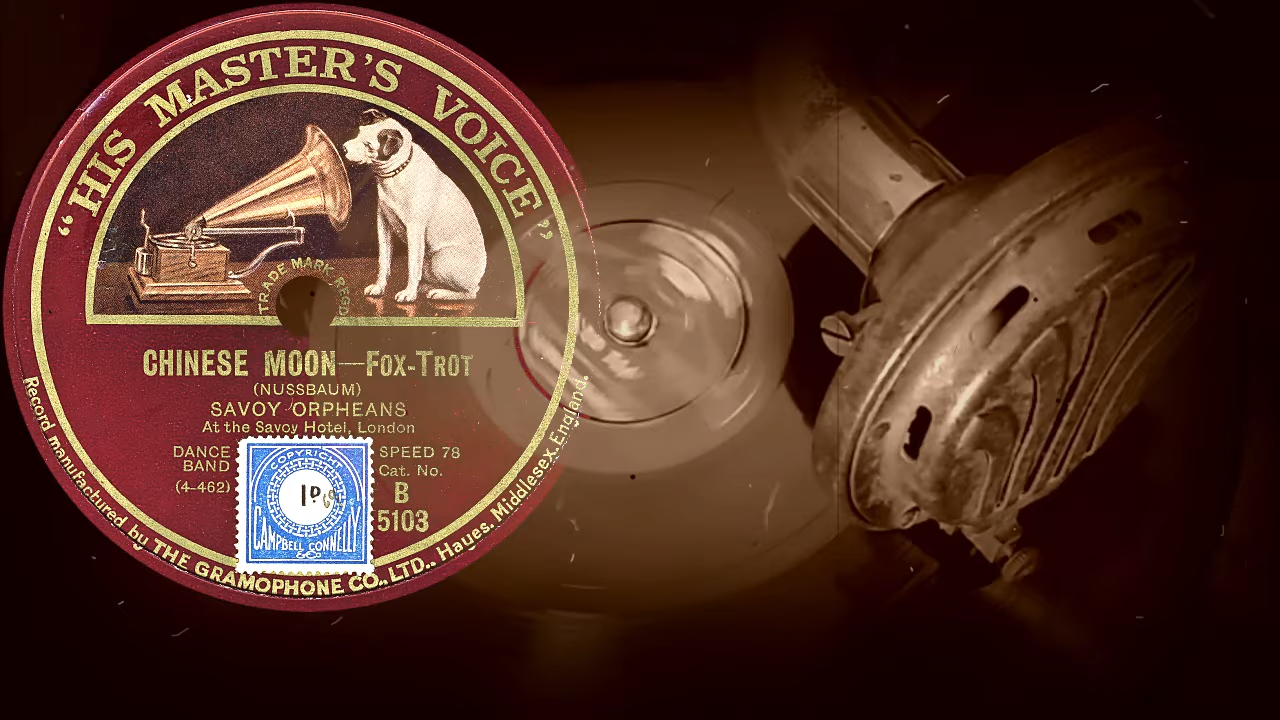 “HIS MASTER'S VOICE”
TRADE MARK. REGD
CHINESE MOON—FOX-TROT
(NUSSBAUM)
SAVOY ORPHEANS
At the Savoy Hotel, London
DANCE BAND
SPEED 78
Cat. No.
(4-462)
B
5103
COPYRIGHT
CAMPBELL CONNELLY
& Co
Record manufactured by THE GRAMOPHONE CO., LTD., Hayes. Middlesex. England.